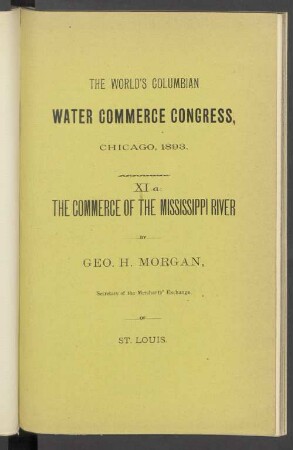 THE WORLD'S COLUMBIAN
WATER COMMERCE CONGRESS,
CHICAGO, 1893.
XI a.
THE COMMERCE OF THE MISSISSIPPI RIVER
BY
GEO. H. MORGAN,
Secretary of the Merchants' Exchange.
OF
ST. LOUIS.